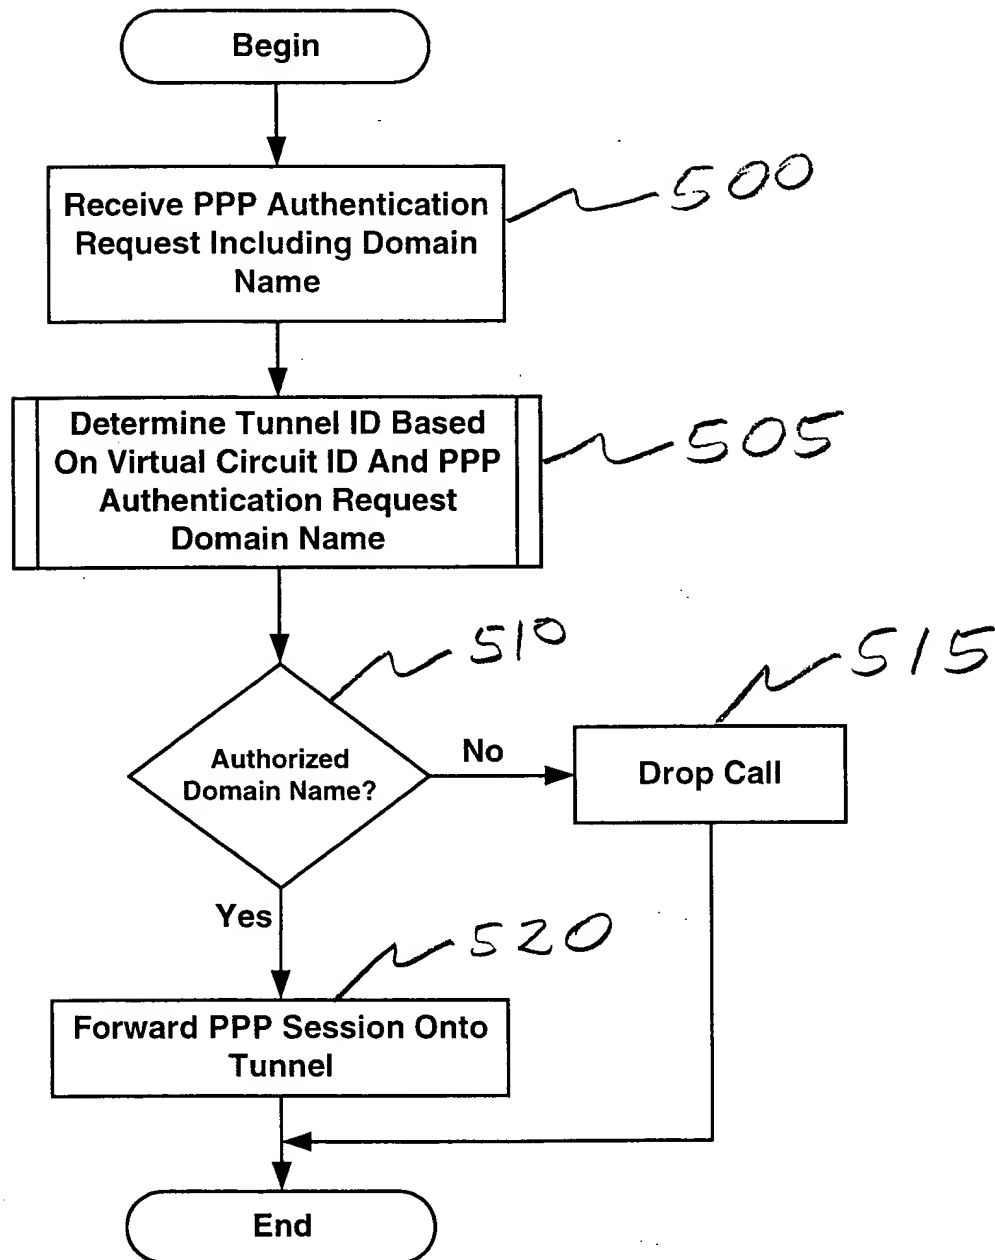 Begin
Receive PPP Authentication
Request Including Domain
Name
500
Determine Tunnel ID Based
On Virtual Circuit ID And PPP
Authentication Request
Domain Name
505
510
Authorized
Domain Name?
No
515
Drop Call
Yes
520
Forward PPP Session Onto
Tunnel
End